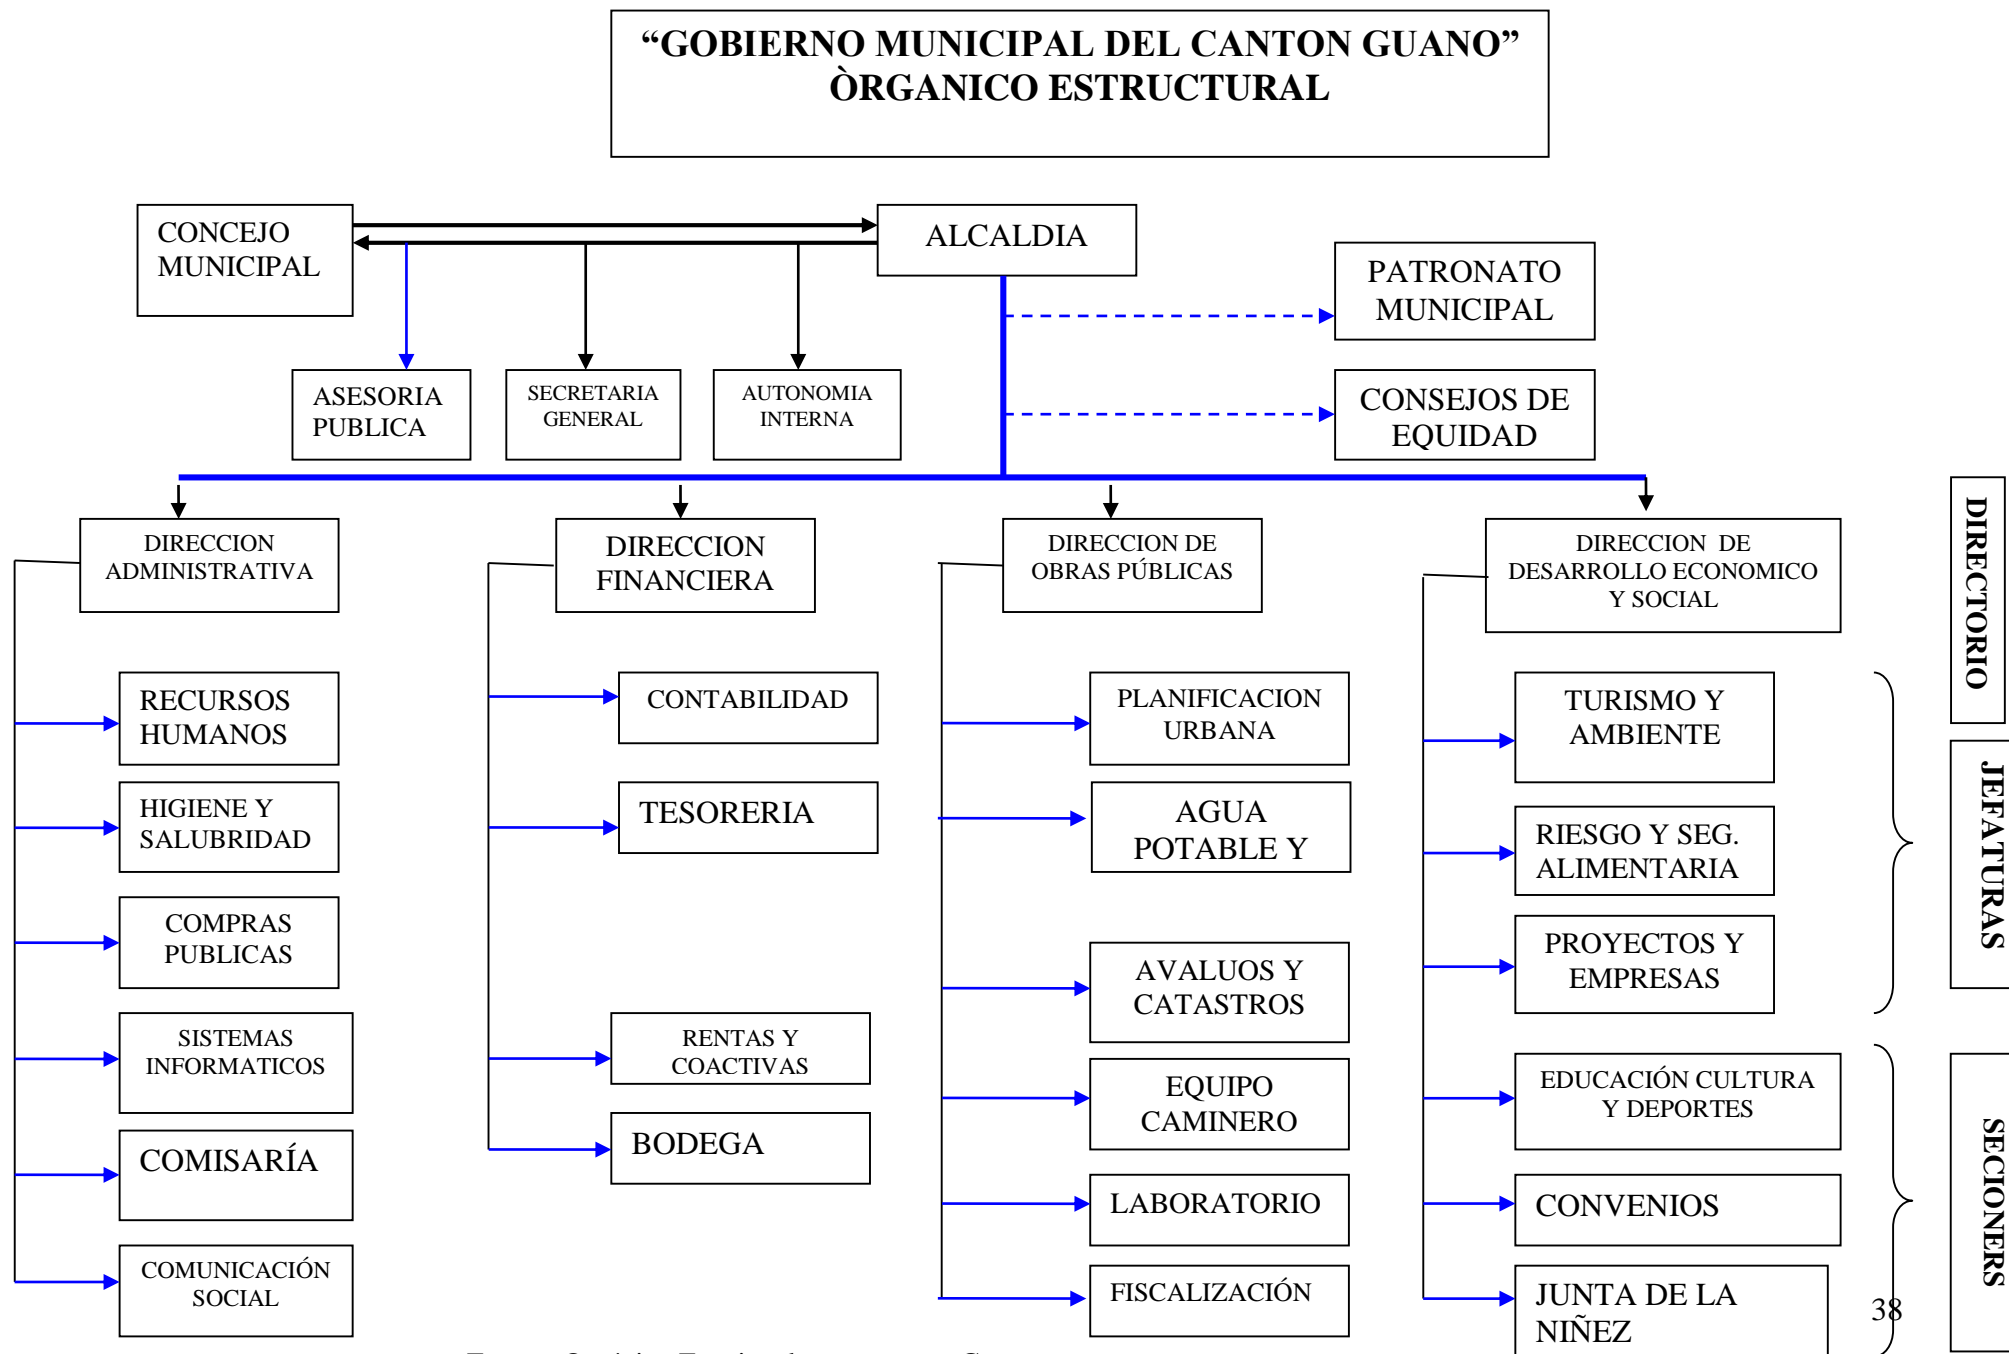 “GOBIERNO MUNICIPAL DEL CANTON GUANO”
ÒRGANICO ESTRUCTURAL
CONCEJO
MUNICIPAL
ALCALDIA
PATRONATO
MUNICIPAL
ASESORIA
PUBLICA
SECRETARIA
GENERAL
AUTONOMIA
INTERNA
CONSEJOS DE
EQUIDAD
DIRECCION
ADMINISTRATIVA
DIRECCION
FINANCIERA
DIRECCION DE
OBRAS PÚBLICAS
DIRECCION DE
DESARROLLO ECONOMICO
Y SOCIAL
DIRECTORIO
RECURSOS
HUMANOS
HIGIENE Y
SALUBRIDAD
COMPRAS
PUBLICAS
SISTEMAS
INFORMATICOS
COMISARÍA
COMUNICACIÓN
SOCIAL
CONTABILIDAD
TESORERIA
RENTAS Y
COACTIVAS
BODEGA
PLANIFICACION
URBANA
AGUA
POTABLE Y
AVALUOS Y
CATASTROS
EQUIPO
CAMINERO
LABORATORIO
FISCALIZACIÓN
TURISMO Y
AMBIENTE
RIESGO Y SEG.
ALIMENTARIA
PROYECTOS Y
EMPRESAS
EDUCACIÓN CULTURA
Y DEPORTES
CONVENIOS
JUNTA DE LA
NIÑEZ
JEFATURAS
SECIONERS
38